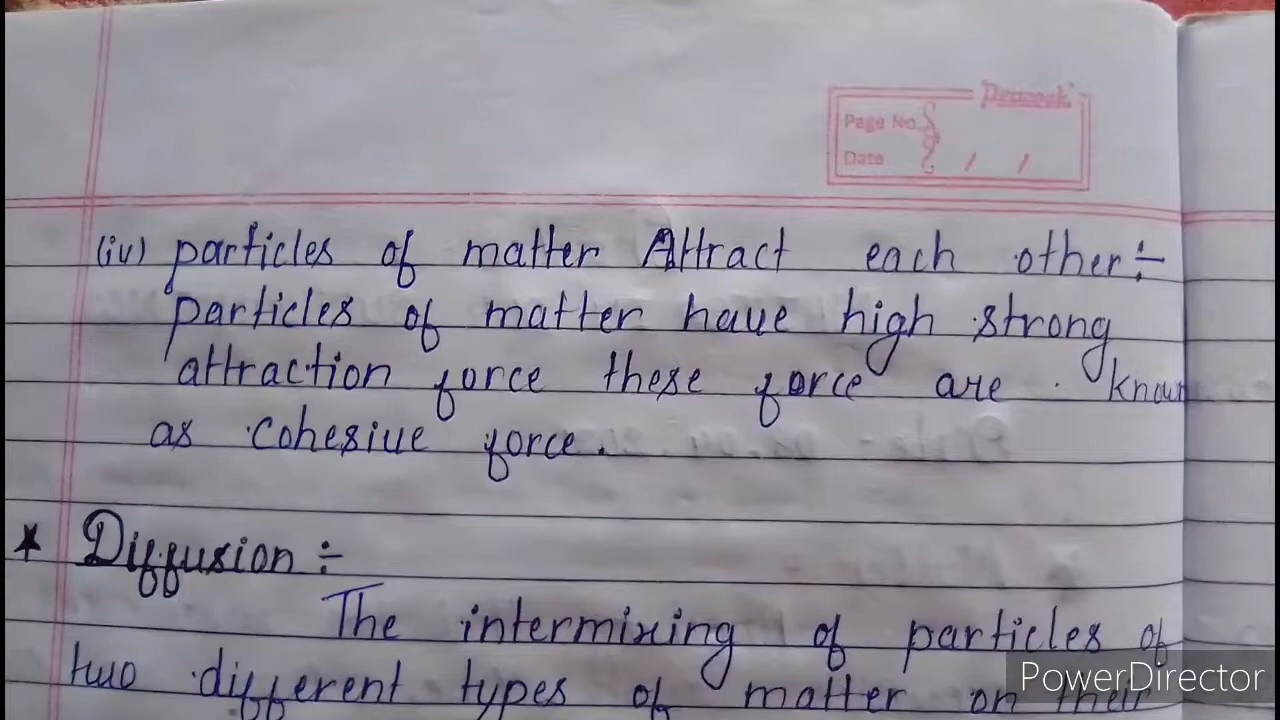 Page No.
Date / /
(iv) particles of matter Attract each other :-
particles of matter have high strong
attraction force these force are known
as cohesive force.
* Diffusion :-
The intermixing of particles of
two different types of matter on their
PowerDirector